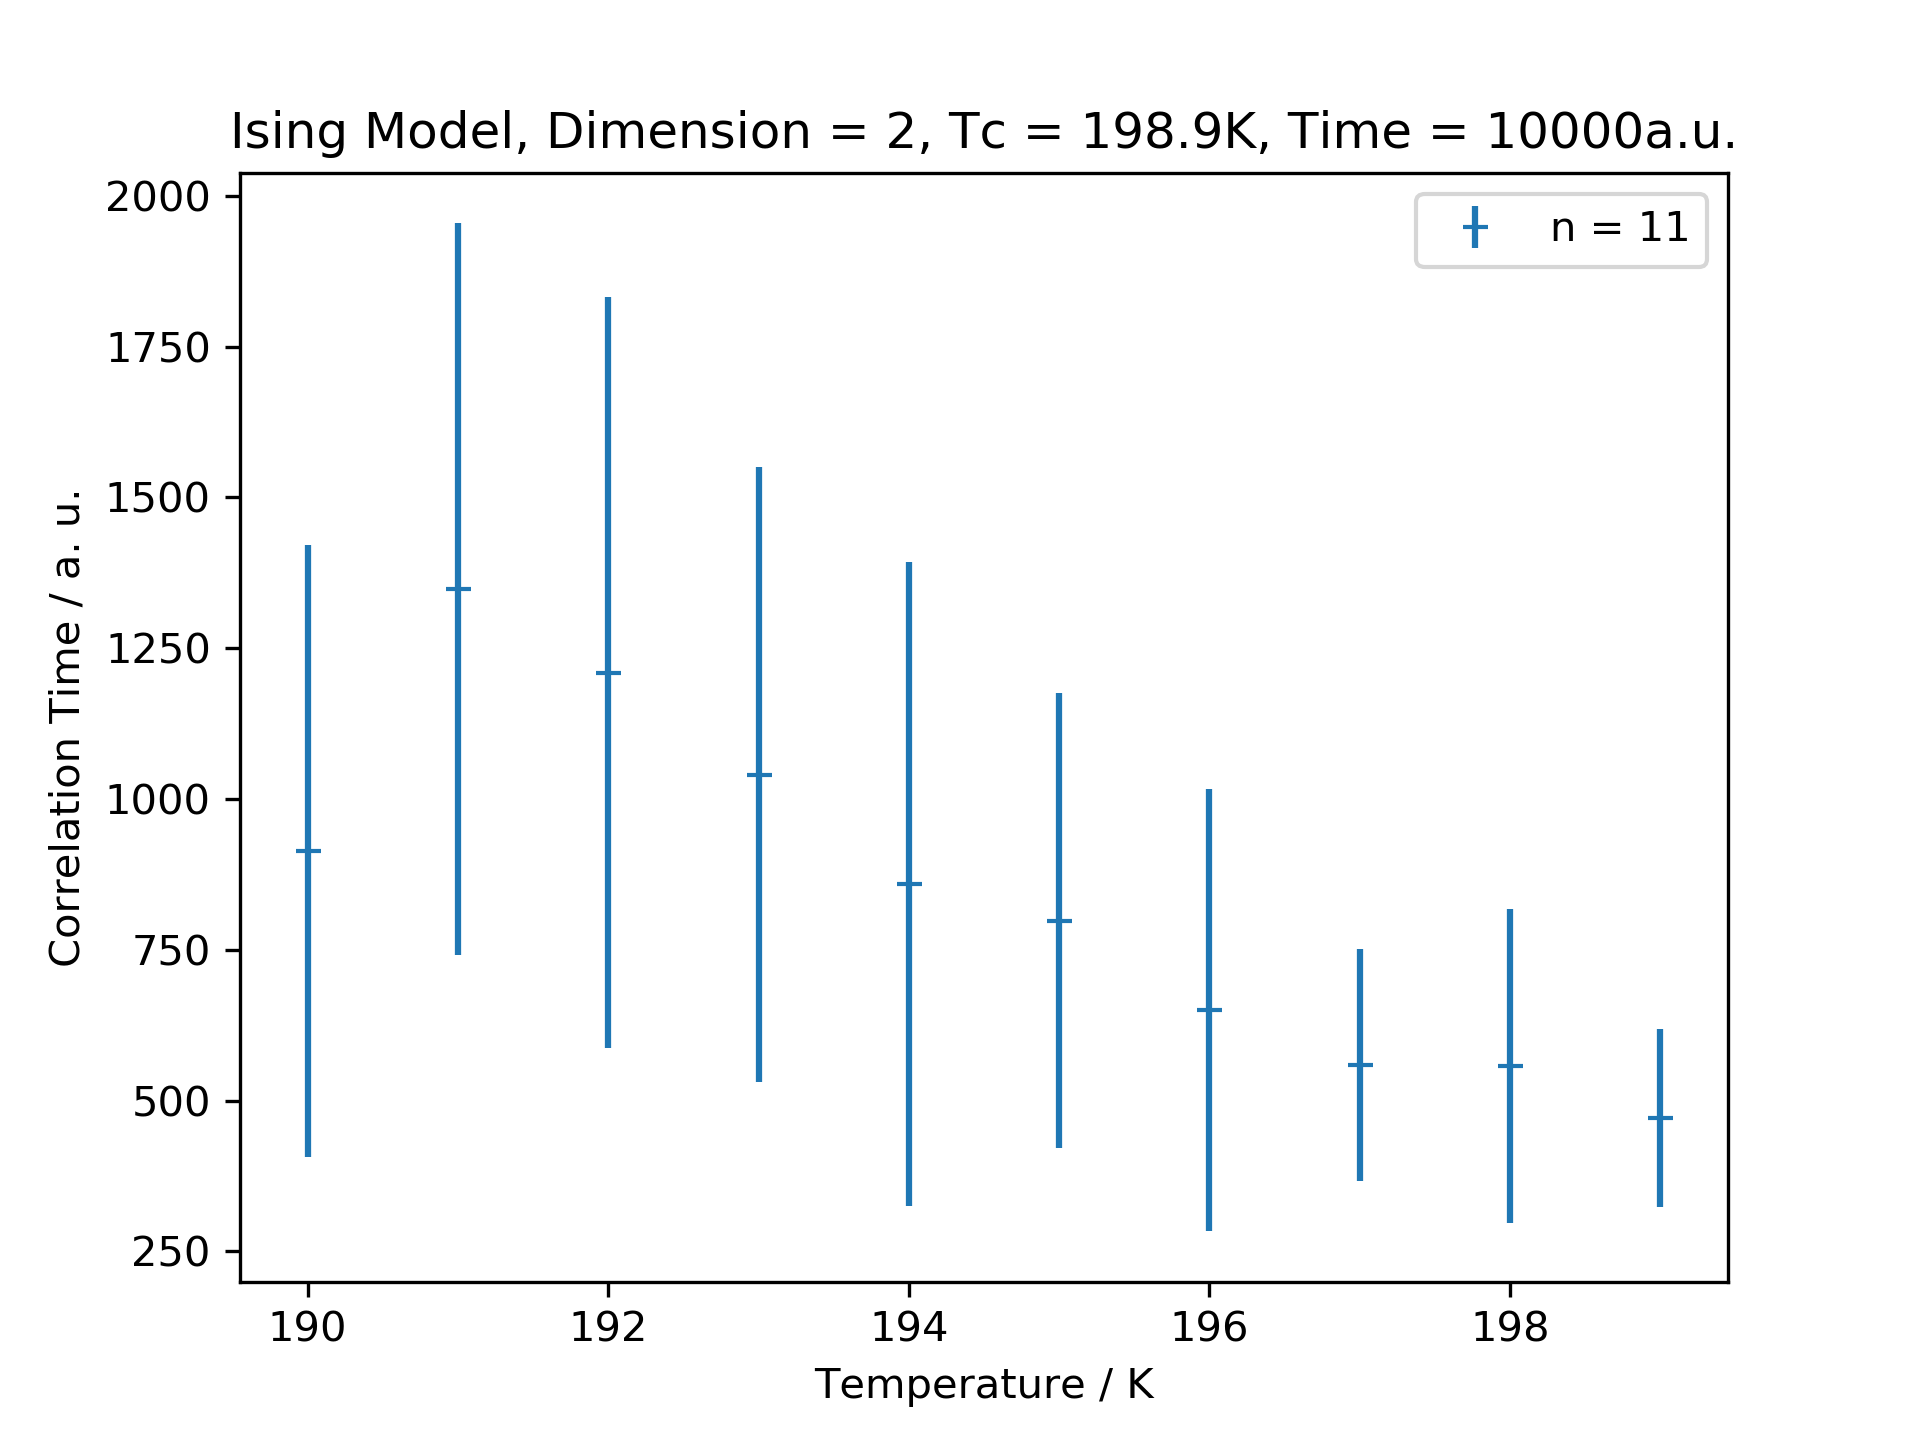 Ising Model, Dimension = 2, Tc = 198.9K, Time = 10000a.u.
n = 11
2000
1750
1500
1250
1000
750
500
250
Correlation Time / a. u.
190 192 194 196 198
Temperature / K